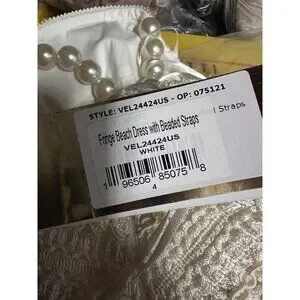 STYLE: VEL24424US - OP: 075121
Fringe Beach Dress with Beaded Straps
l Straps
VEL24424US
WHITE
1 96506 85075 8
4